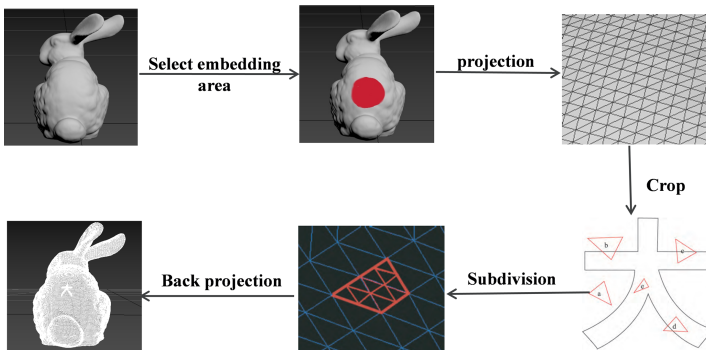 Select embedding
area
projection
Crop
大
b
c
a
e
d
Subdivision
Back projection